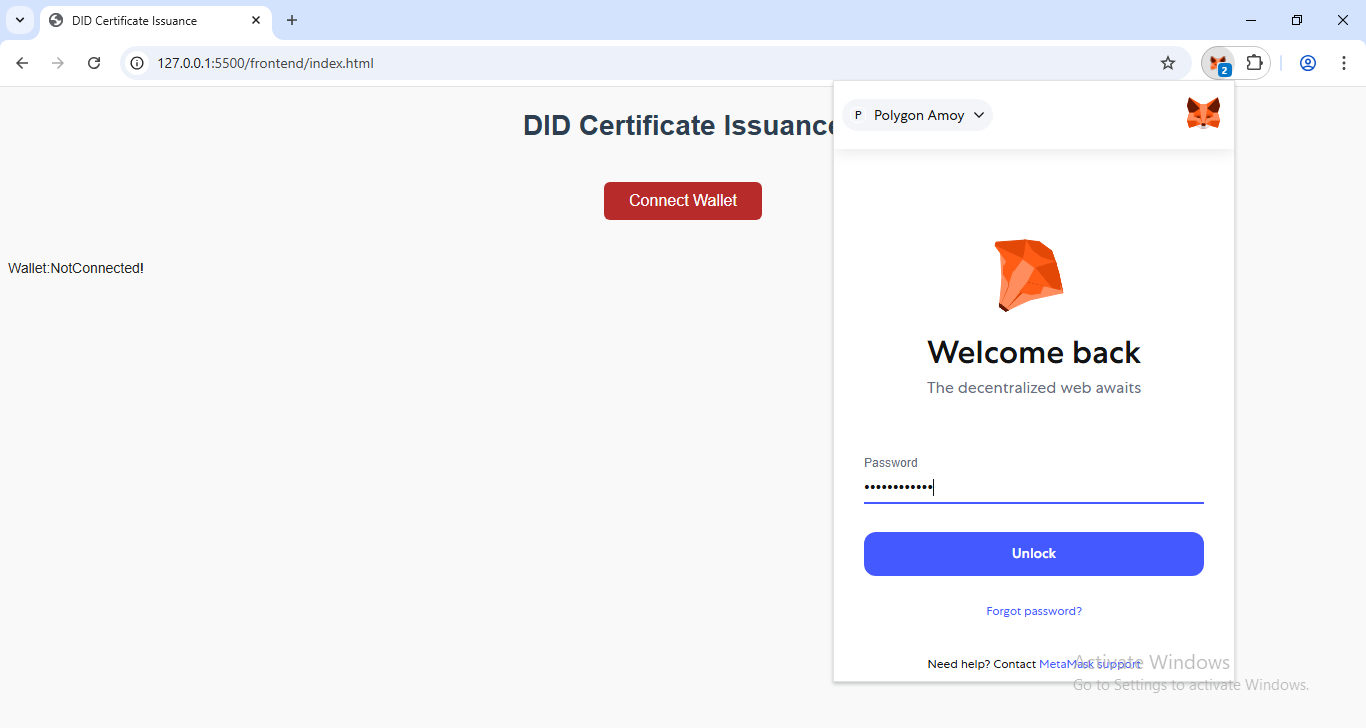 DID Certificate Issuance
127.0.0.1:5500/frontend/index.html
2
DID Certificate Issuance
Connect Wallet
Wallet:NotConnected!
P Polygon Amoy
Welcome back
The decentralized web awaits
Password
••••••••••••
Unlock
Forgot password?
Need help? Contact MetaMask support
Activate Windows
Go to Settings to activate Windows.